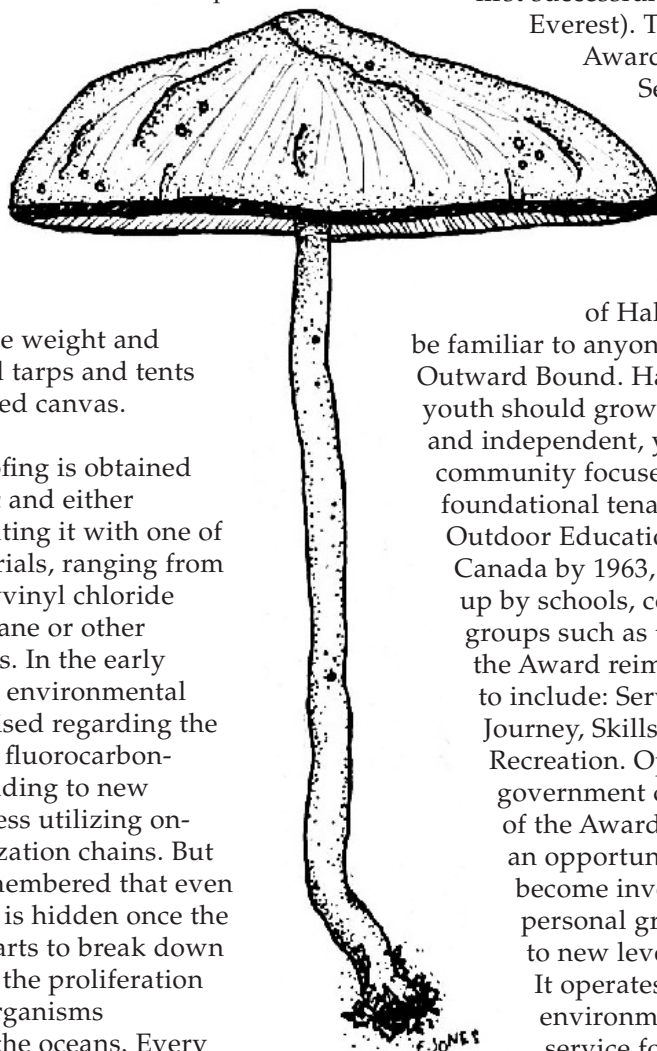 Everest). T
Award
Se
e weight and
l tarps and tents
ed canvas.
ofing is obtained
and either
ting it with one of
rials, ranging from
vinyl chloride
ane or other
s. In the early
environmental
sed regarding the
fluorocarbon-
ding to new
ess utilizing on-
zation chains. But
membered that even
is hidden once the
arts to break down
the proliferation
rganisms
the oceans. Every
of Hal
be familiar to anyon
Outward Bound. Ha
youth should grow
and independent, y
community focuse
foundational tena
Outdoor Educatio
Canada by 1963,
up by schools, c
groups such as
the Award reim
to include: Serv
Journey, Skills
Recreation. Op
government o
of the Award
an opportun
become inv
personal gr
to new leve
It operates
environm
service fo
E. JONES